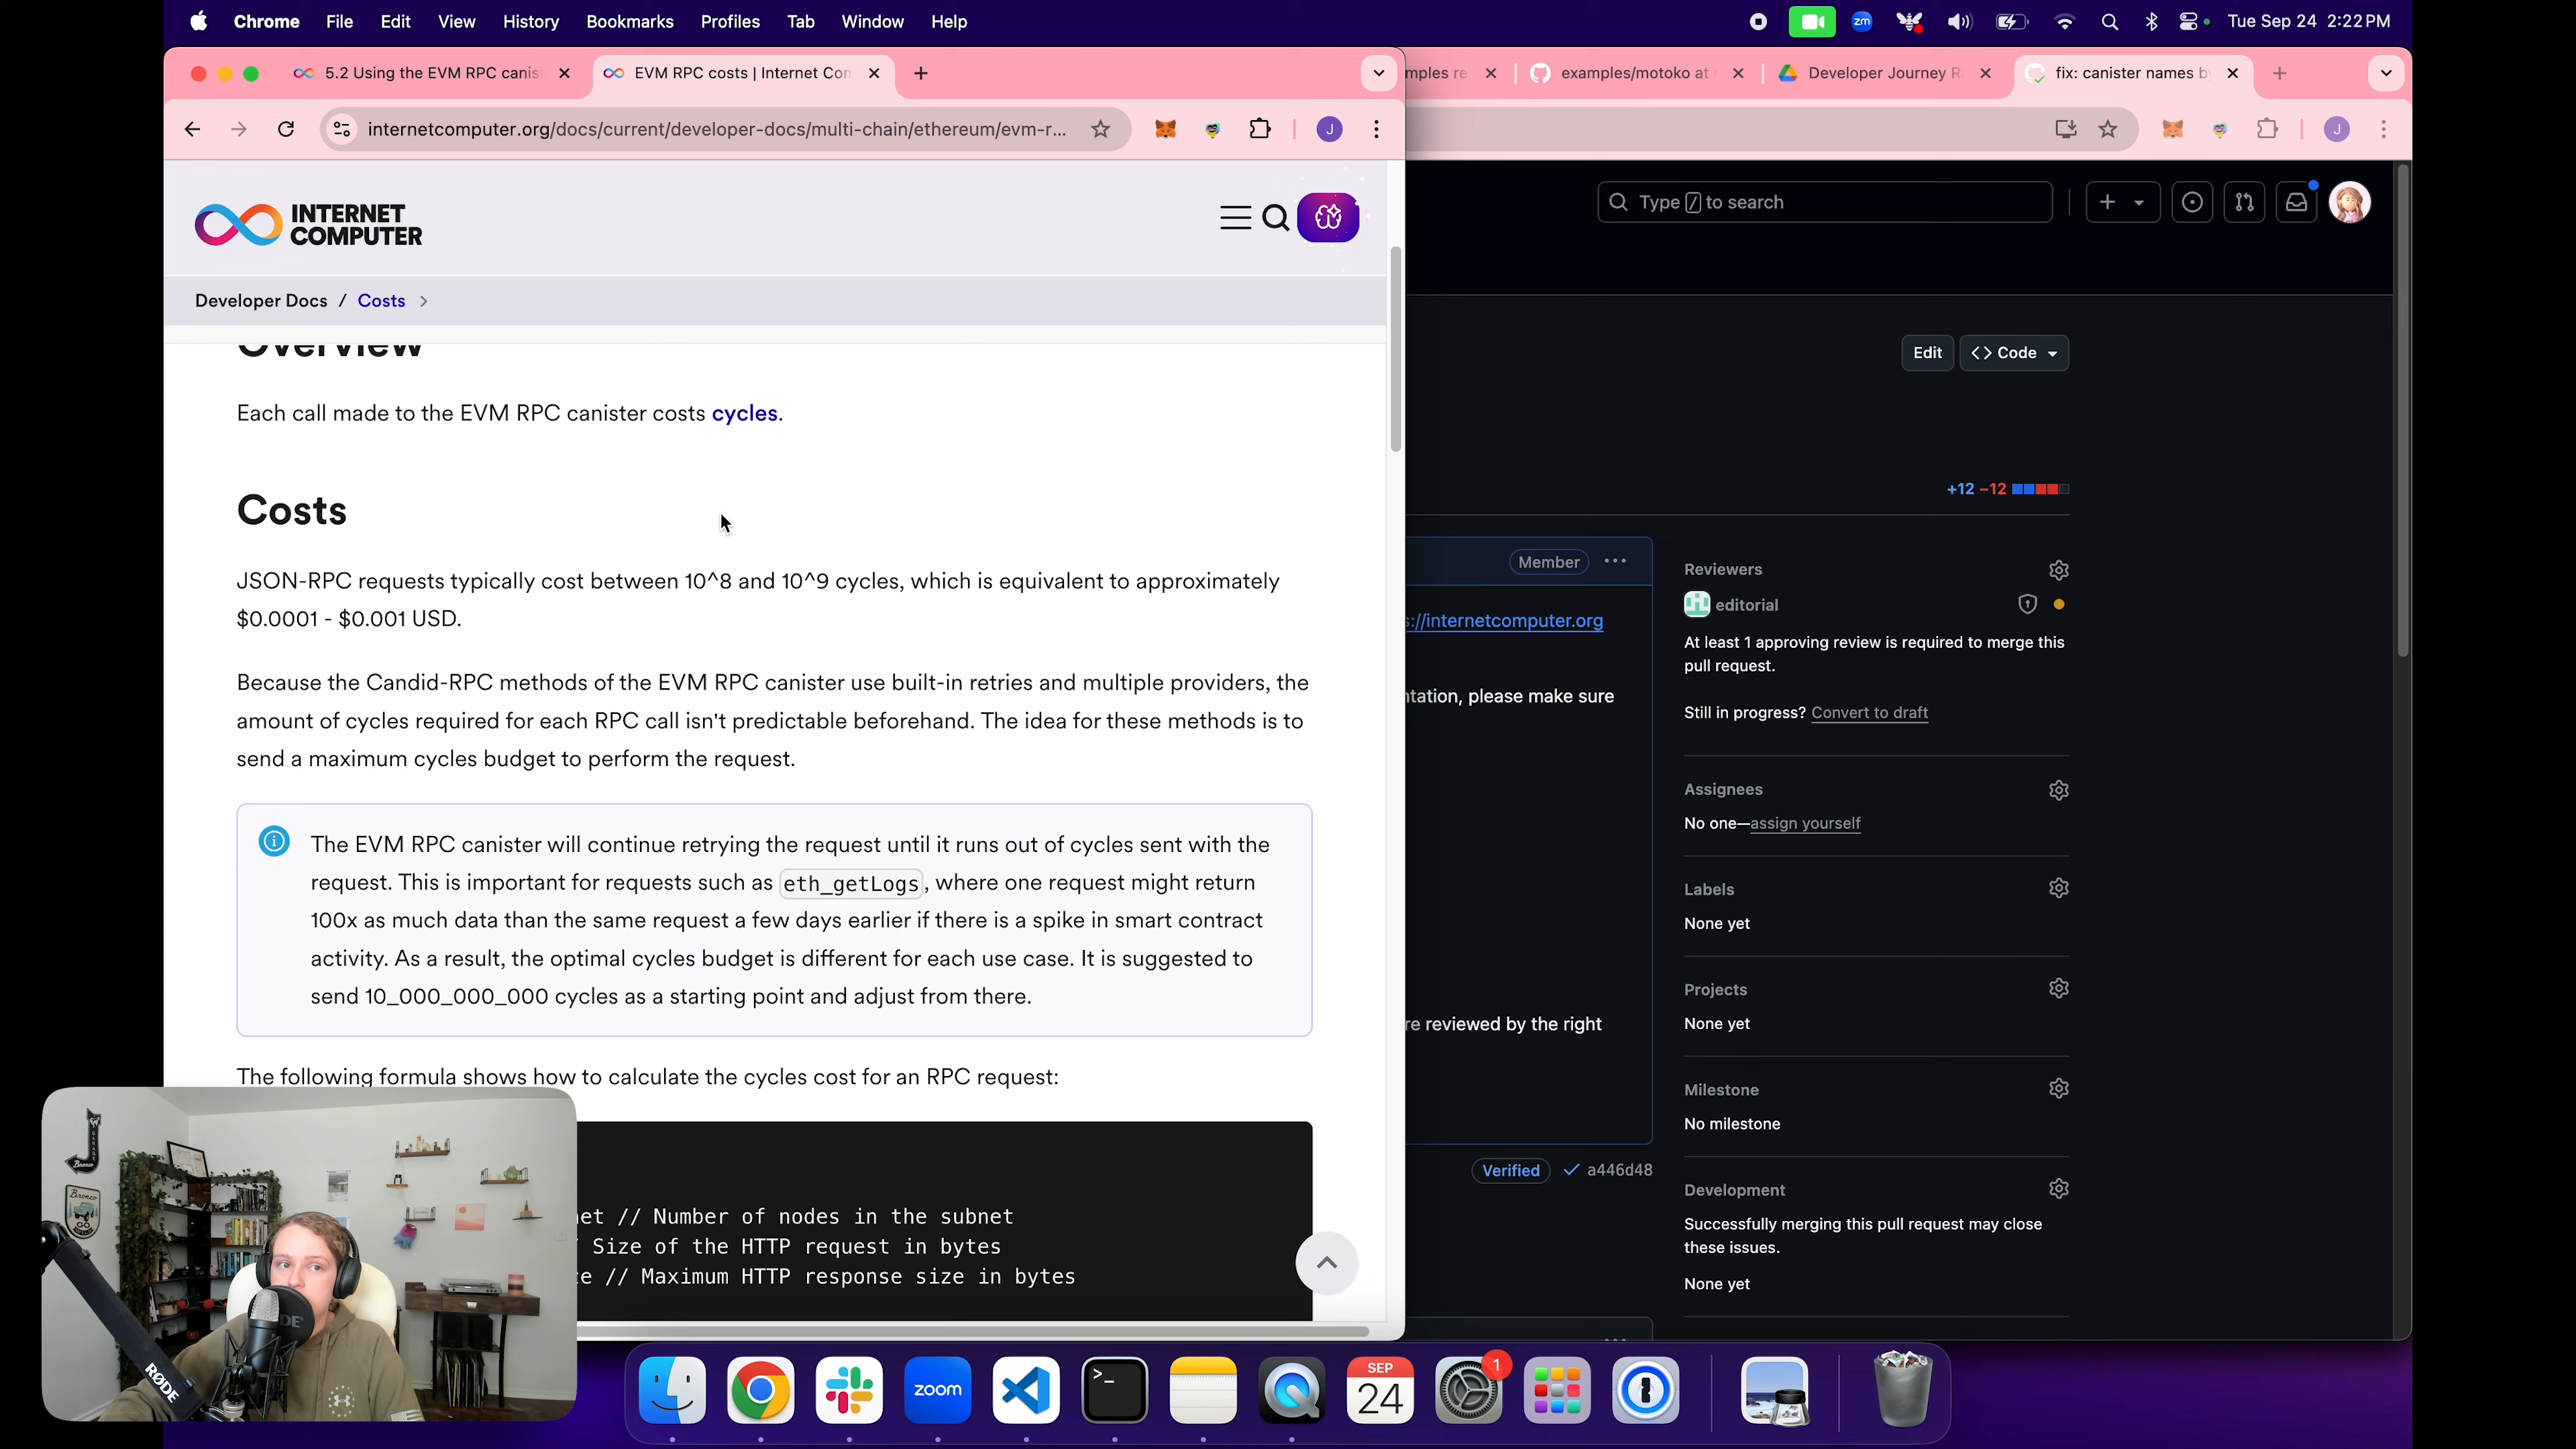 Chrome File Edit View History Bookmarks Profiles Tab Window Help
zm
Tue Sep 24 2:22 PM
5.2 Using the EVM RPC canis
EVM RPC costs | Internet Con
mples re
examples/motoko at
Developer Journey R
fix: canister names b
internetcomputer.org/docs/current/developer-docs/multi-chain/ethereum/evm-r...
J
J
INTERNET
COMPUTER
Type / to search
Developer Docs / Costs >
Overview
Edit
<> Code
Each call made to the EVM RPC canister costs cycles.
Costs
+12 −12
JSON-RPC requests typically cost between 10^8 and 10^9 cycles, which is equivalent to approximately
$0.0001 - $0.001 USD.
Because the Candid-RPC methods of the EVM RPC canister use built-in retries and multiple providers, the
amount of cycles required for each RPC call isn't predictable beforehand. The idea for these methods is to
send a maximum cycles budget to perform the request.
The EVM RPC canister will continue retrying the request until it runs out of cycles sent with the
request. This is important for requests such as eth_getLogs, where one request might return
100x as much data than the same request a few days earlier if there is a spike in smart contract
activity. As a result, the optimal cycles budget is different for each use case. It is suggested to
send 10_000_000_000 cycles as a starting point and adjust from there.
The following formula shows how to calculate the cycles cost for an RPC request:
et // Number of nodes in the subnet
Size of the HTTP request in bytes
e // Maximum HTTP response size in bytes
Member
s://internetcomputer.org
ntation, please make sure
re reviewed by the right
Verified a446d48
Reviewers
editorial
At least 1 approving review is required to merge this
pull request.
Still in progress? Convert to draft
Assignees
No one—assign yourself
Labels
None yet
Projects
None yet
Milestone
No milestone
Development
Successfully merging this pull request may close
these issues.
None yet
Bronco
Bronco
GO
RØDE
zoom
SEP
24
1